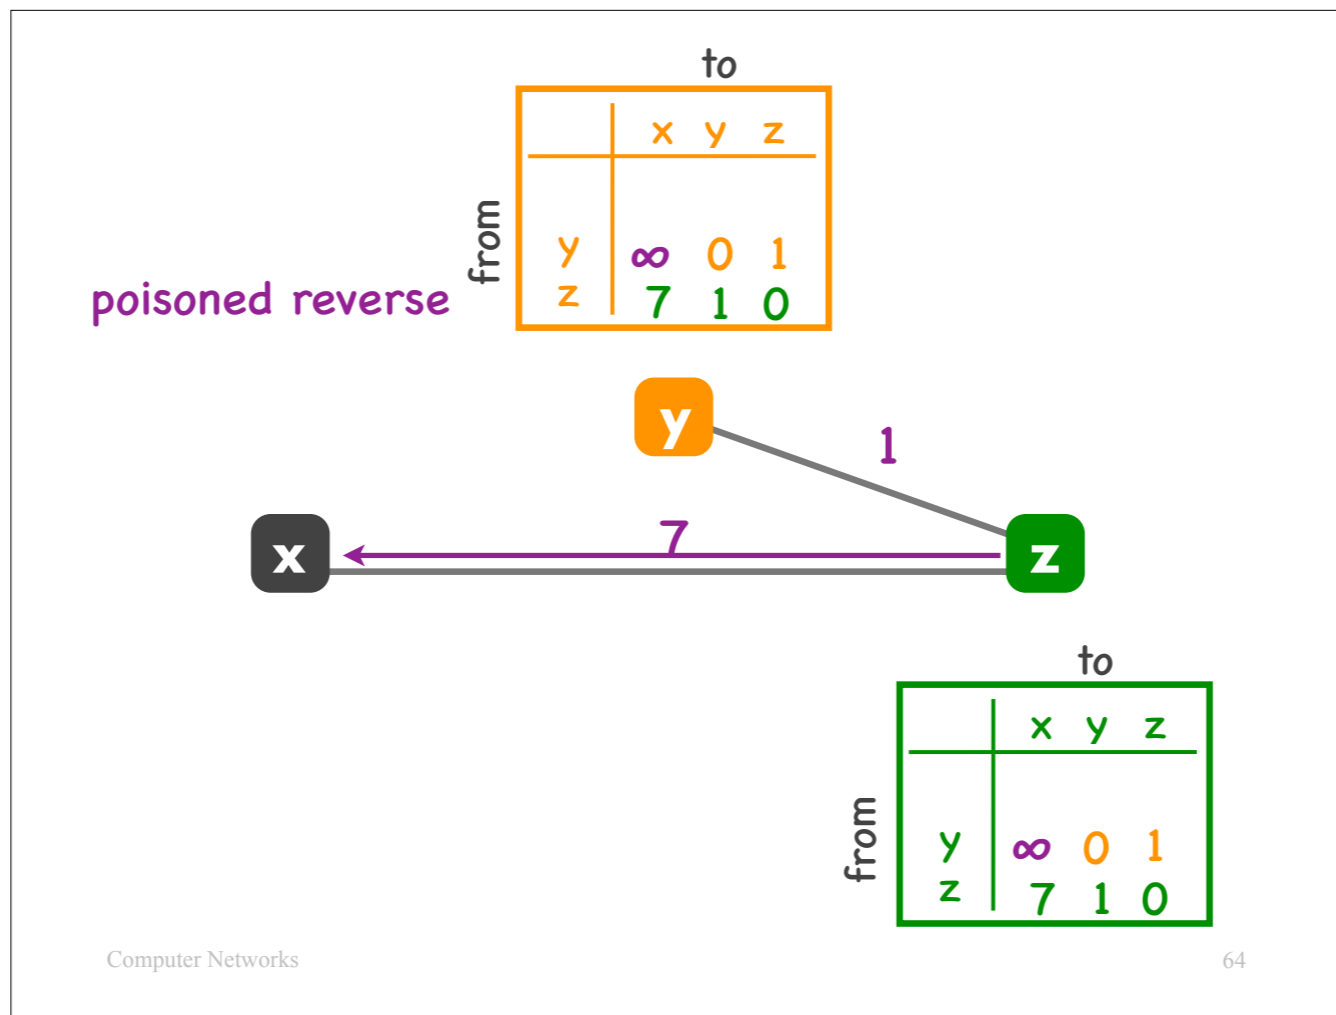 to
x y z
from
y ∞ 0 1
z 7 1 0
poisoned reverse
y
1
7
x
z
to
x y z
from
y ∞ 0 1
z 7 1 0
Computer Networks
64